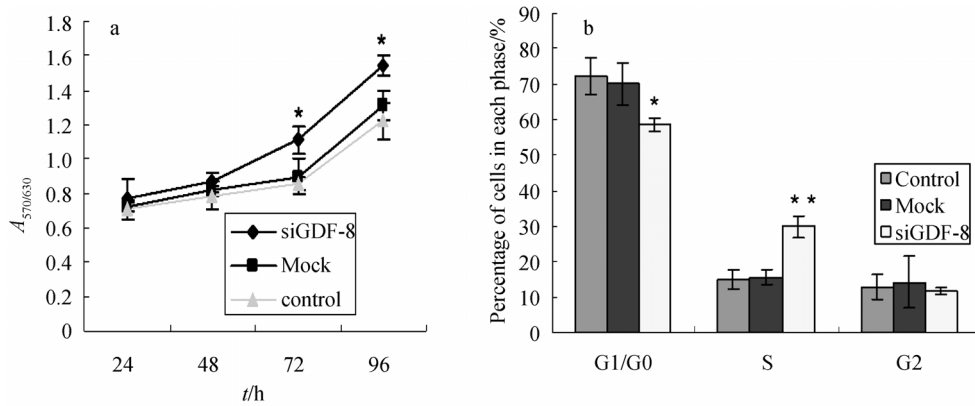 a
A570/630
1.8
1.6
1.4
1.2
1.0
0.8
0.6
0.4
0.2
0
*
*
siGDF-8
Mock
control
24 48 72 96
t/h
b
Percentage of cells in each phase/%
90
80
70
60
50
40
30
20
10
0
*
* *
Control
Mock
siGDF-8
G1/G0 S G2